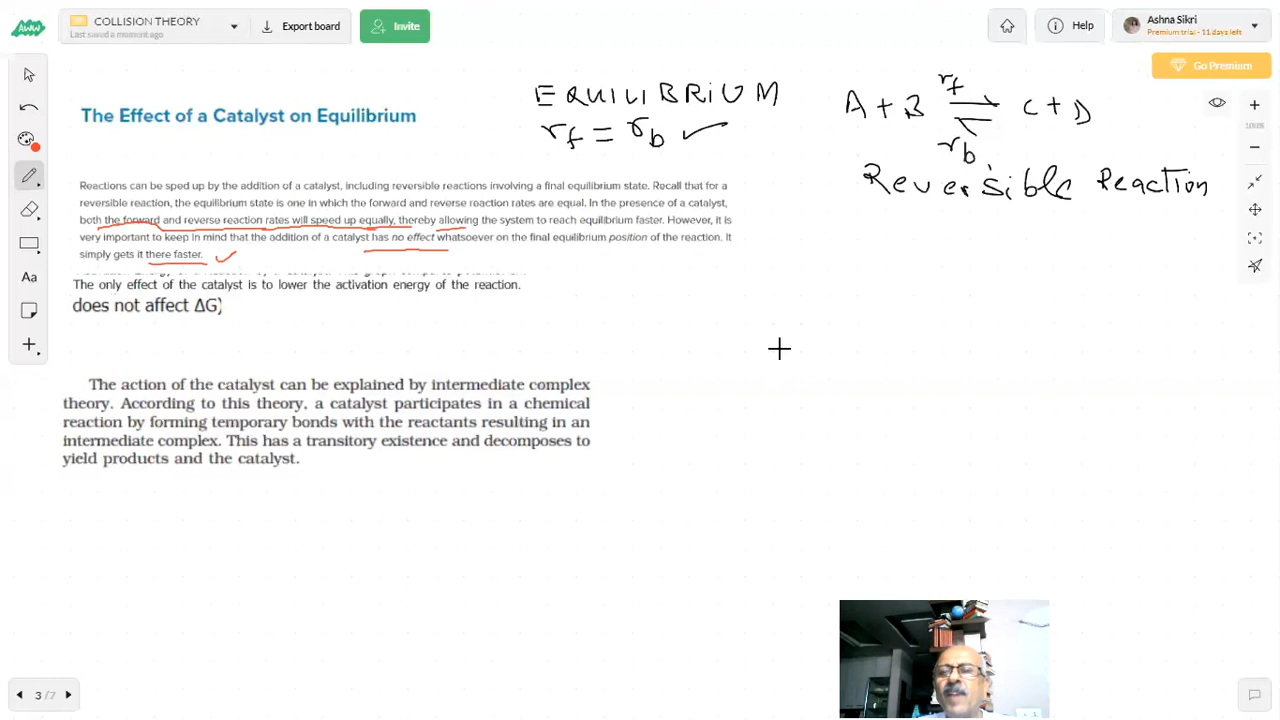 AWW
COLLISION THEORY
Last saved a moment ago
Export board
Invite
Help
Ashna Sikri
Premium trial - 11 days left
Go Premium
The Effect of a Catalyst on Equilibrium
EQUILIBRIUM
rf = rb ✓
rf
A + B ⇌ C + D
rb
Reversible Reaction
100%
Reactions can be sped up by the addition of a catalyst, including reversible reactions involving a final equilibrium state. Recall that for a
reversible reaction, the equilibrium state is one in which the forward and reverse reaction rates are equal. In the presence of a catalyst,
both the forward and reverse reaction rates will speed up equally, thereby allowing the system to reach equilibrium faster. However, it is
very important to keep in mind that the addition of a catalyst has no effect whatsoever on the final equilibrium position of the reaction. It
simply gets it there faster.
The only effect of the catalyst is to lower the activation energy of the reaction.
does not affect ΔG)
Aa
The action of the catalyst can be explained by intermediate complex
theory. According to this theory, a catalyst participates in a chemical
reaction by forming temporary bonds with the reactants resulting in an
intermediate complex. This has a transitory existence and decomposes to
yield products and the catalyst.
3 / 7